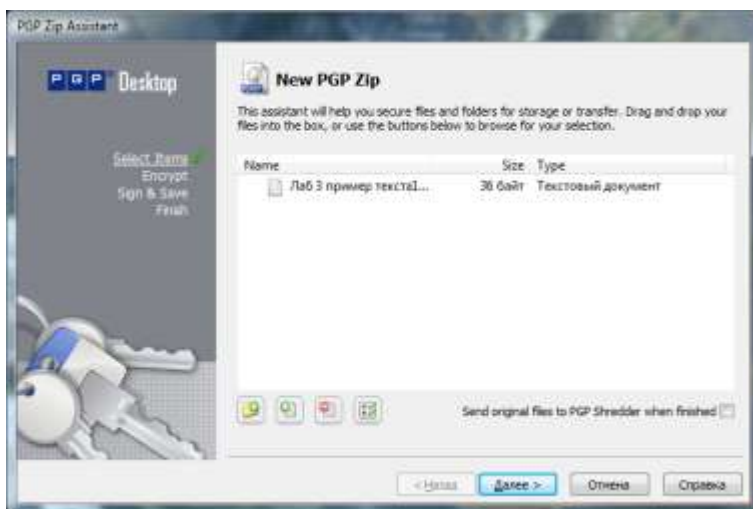 PGP Zip Assistant
PGP Desktop
New PGP Zip
This assistant will help you secure files and folders for storage or transfer. Drag and drop your
files into the box, or use the buttons below to browse for your selection.
Select Items
Encrypt
Sign & Save
Finish
Name Size Type
Лаб 3 пример текста1... 36 байт Текстовый документ
Send original files to PGP Shredder when finished
< Назад Далее > Отмена Справка